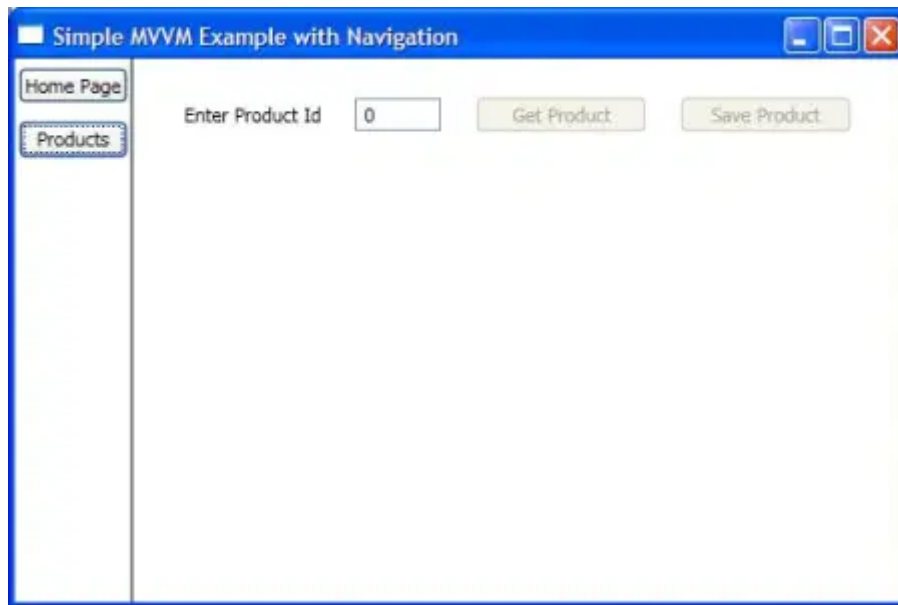 Simple MVVM Example with Navigation
Home Page
Enter Product Id 0 Get Product Save Product
Products